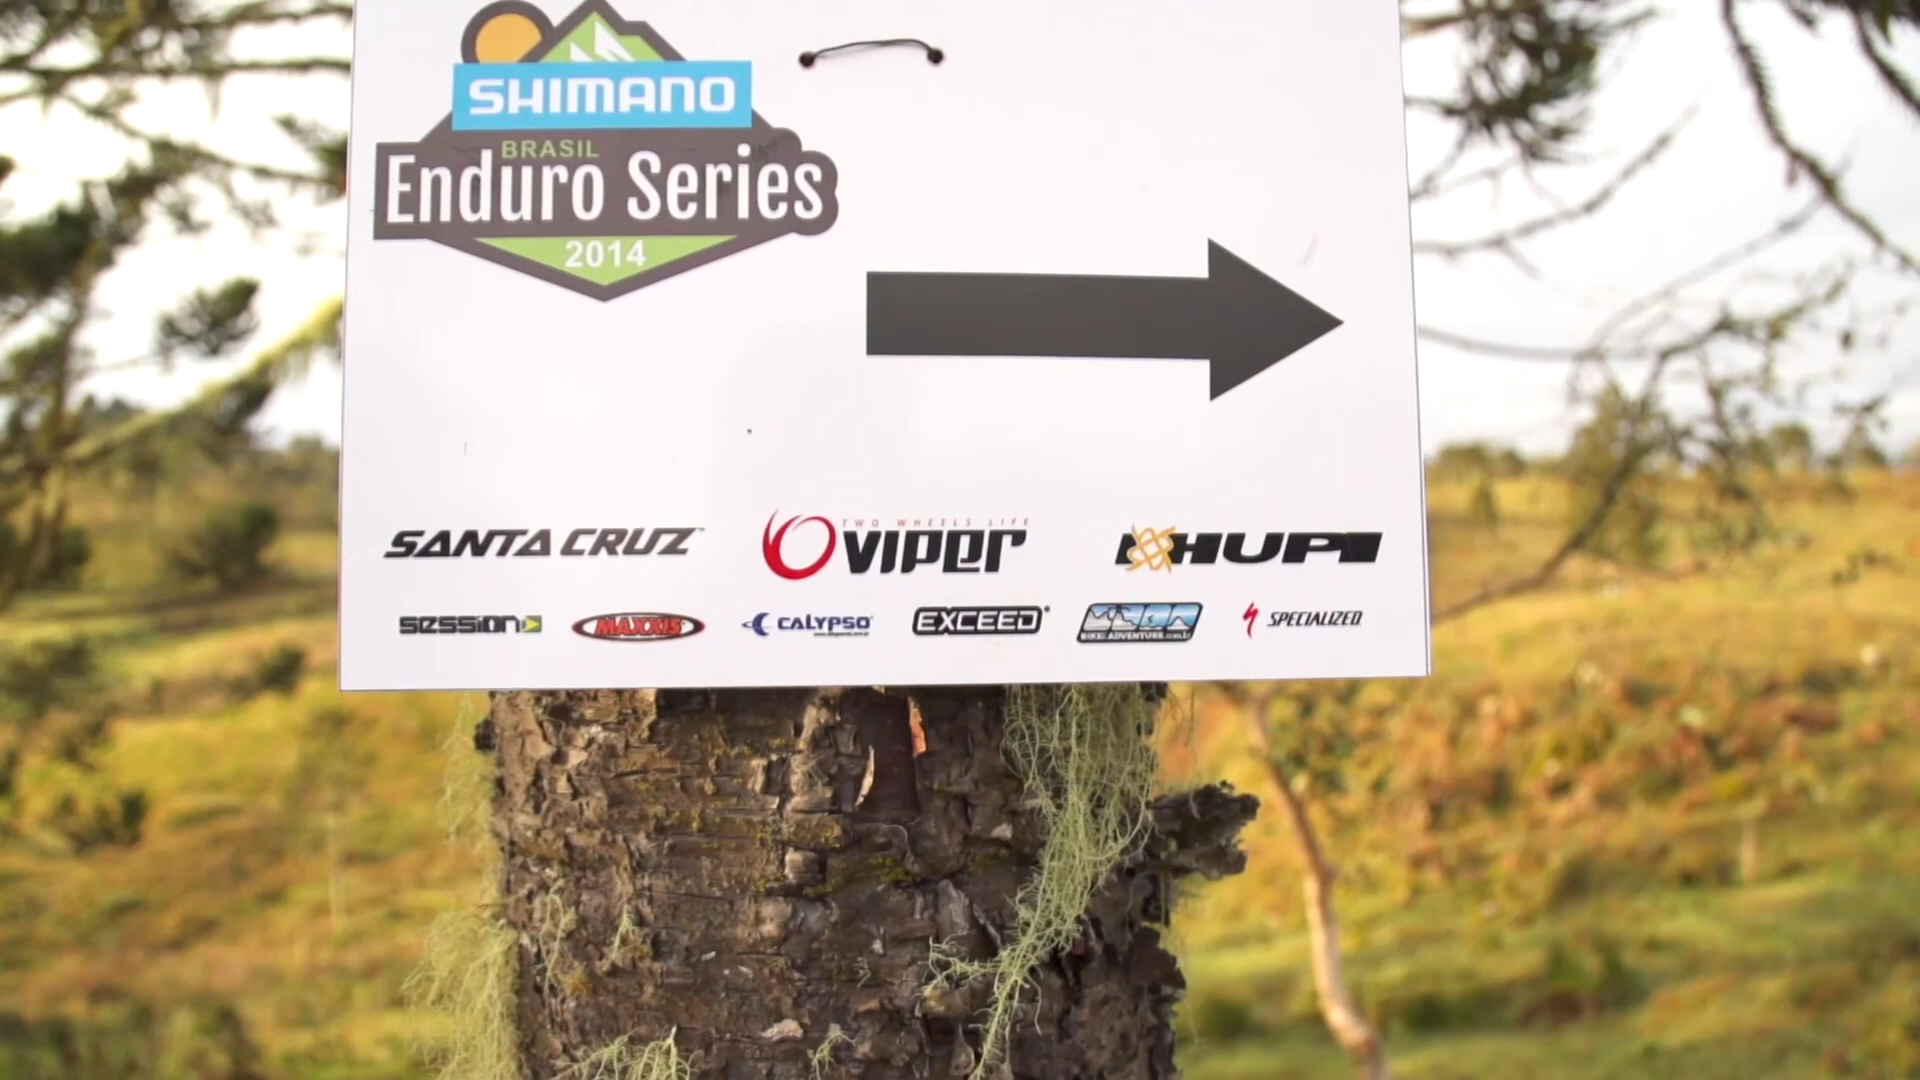 SHIMANO
BRASIL
Enduro Series
2014
SANTA CRUZ
TWO WHEELS LIFE
VIPER
HUPI
SESSION
MAXXIS
CALYPSO
EXCEED
BIKE ADVENTURE
SPECIALIZED